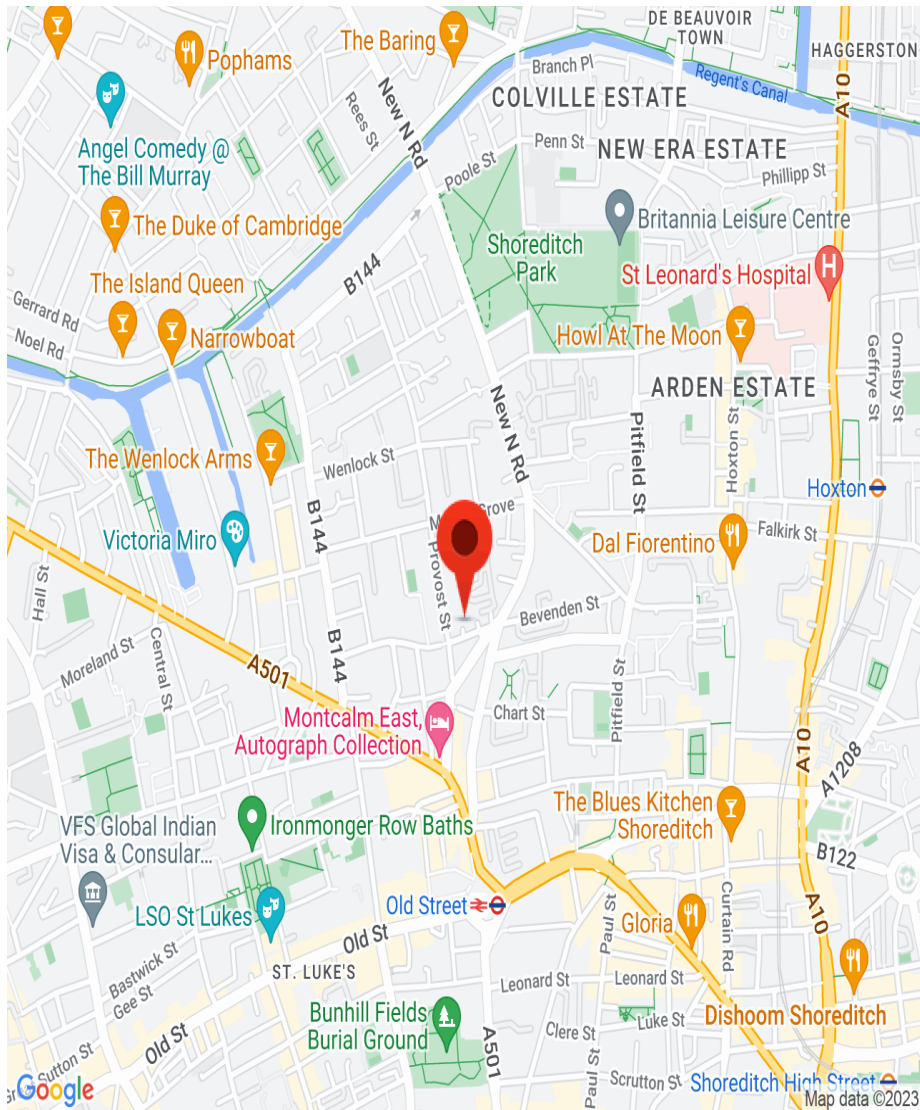 DE BEAUVOIR
TOWN
HAGGERSTON
The Baring
Pophams
Branch Pl
Regent's Canal
A10
New N Rd
Rees St
COLVILLE ESTATE
Angel Comedy @
The Bill Murray
Penn St
NEW ERA ESTATE
Poole St
Phillipp St
The Duke of Cambridge
Britannia Leisure Centre
Shoreditch
Park
B144
St Leonard's Hospital
H
The Island Queen
Gerrard Rd
Noel Rd
Narrowboat
Howl At The Moon
Geffrye St
Ormsby St
ARDEN ESTATE
New N Rd
Pitfield St
Hoxton St
The Wenlock Arms
Wenlock St
Hoxton
B144
Grove
Falkirk St
Victoria Miro
Dal Fiorentino
Provost St
Hall St
Bevenden St
Moreland St
Central St
B144
A501
Pitfield St
Montcalm East,
Autograph Collection
Chart St
A10
A1208
The Blues Kitchen
Shoreditch
VFS Global Indian
Visa & Consular...
Ironmonger Row Baths
B122
Old Street
LSO St Lukes
Old St
Paul St
Gloria
Curtain Rd
A10
Bastwick St
ST. LUKE'S
Gee St
Leonard St
Leonard St
Bunhill Fields
Burial Ground
Luke St
Dishoom Shoreditch
Clere St
A501
Old St
Sutton St
Paul St
Scrutton St
Shoreditch High Street
Google
Map data ©2023